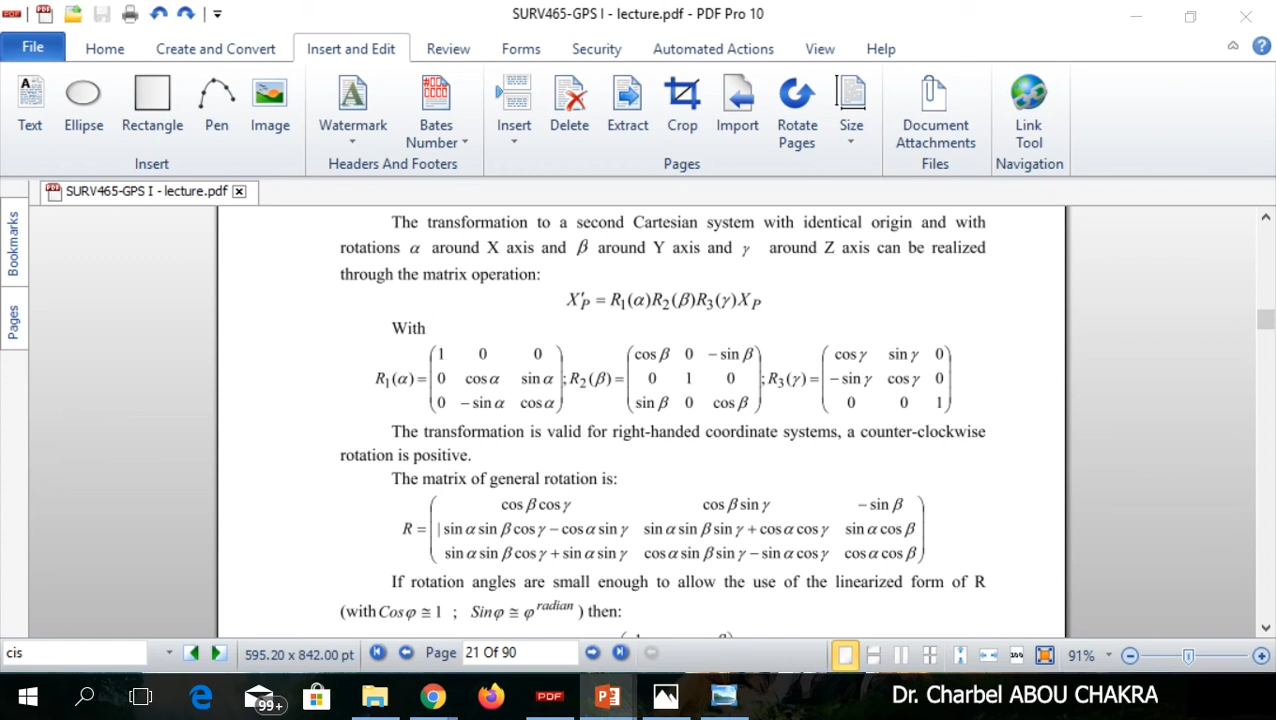 SURV465-GPS I - lecture.pdf - PDF Pro 10
File Home Create and Convert Insert and Edit Review Forms Security Automated Actions View Help
Text Ellipse Rectangle Pen Image Watermark Bates Number Insert Delete Extract Crop Import Rotate Pages Size Document Attachments Link Tool
Insert Headers And Footers Pages Files Navigation
SURV465-GPS I - lecture.pdf
Bookmarks
Pages
The transformation to a second Cartesian system with identical origin and with
rotations α around X axis and β around Y axis and γ around Z axis can be realized
through the matrix operation:
X′P = R1(α)R2(β)R3(γ)XP
With
1 0 0 cos β 0 − sin β cos γ sin γ 0
R1(α) = 0 cos α sin α ; R2(β) = 0 1 0 ; R3(γ) = − sin γ cos γ 0
0 − sin α cos α sin β 0 cos β 0 0 1
The transformation is valid for right-handed coordinate systems, a counter-clockwise
rotation is positive.
The matrix of general rotation is:
cos β cos γ cos β sin γ − sin β
R = | sin α sin β cos γ − cos α sin γ sin α sin β sin γ + cos α cos γ sin α cos β
sin α sin β cos γ + sin α sin γ cos α sin β sin γ − sin α cos γ cos α cos β
If rotation angles are small enough to allow the use of the linearized form of R
(with Cosφ ≅ 1 ; Sinφ ≅ φ radian ) then:
cis 595.20 x 842.00 pt Page 21 Of 90 91%
99+ PDF Dr. Charbel ABOU CHAKRA